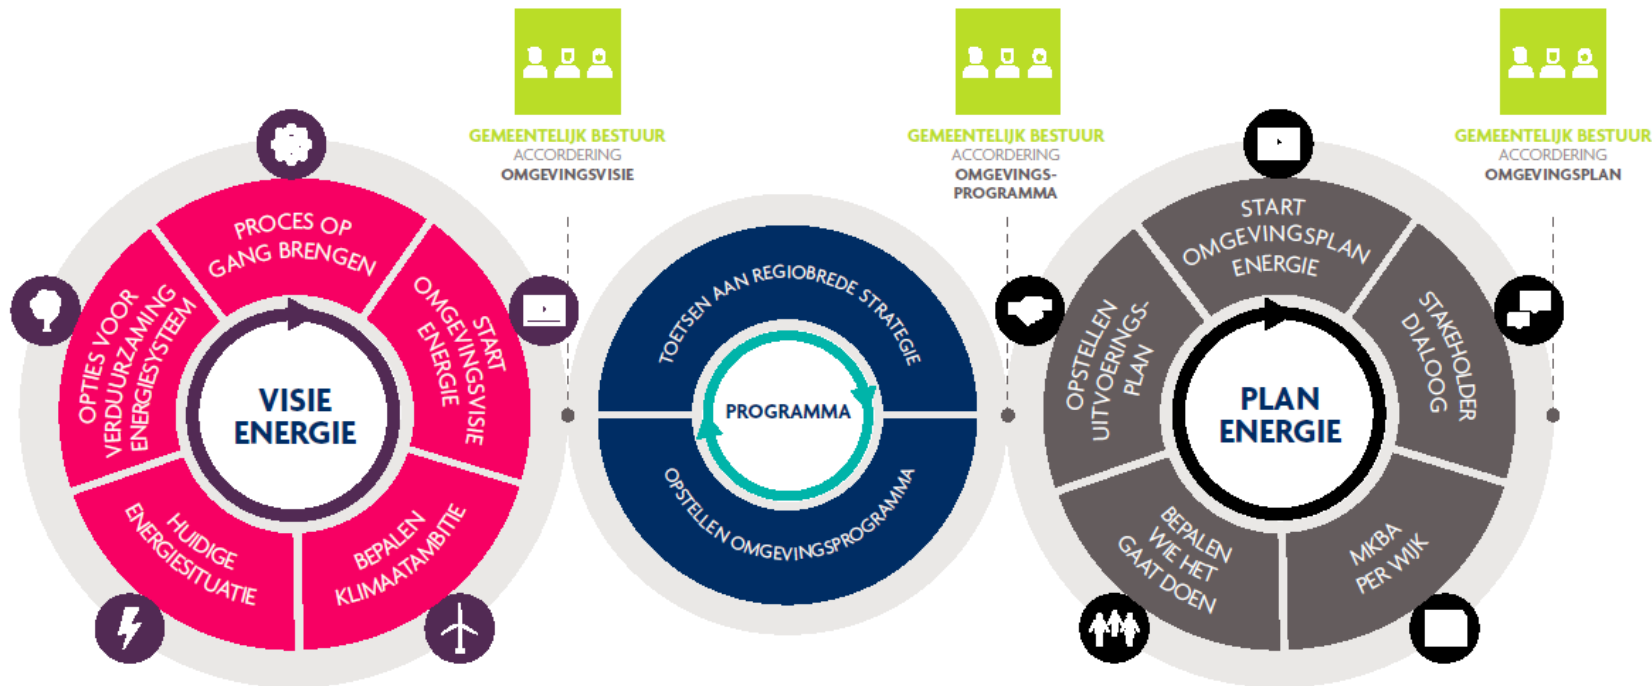 GEMEENTELIJK BESTUUR
ACCORDERING
OMGEVINGSVISIE
GEMEENTELIJK BESTUUR
ACCORDERING
OMGEVINGS-
PROGRAMMA
GEMEENTELIJK BESTUUR
ACCORDERING
OMGEVINGSPLAN
PROCES OP
GANG BRENGEN
START
OMGEVINGSVISIE
ENERGIE
BEPALEN
KLIMAATAMBITIE
HUIDIGE
ENERGIESITUATIE
OPTIES VOOR
VERDUURZAMING
ENERGIESYSTEEM
VISIE
ENERGIE
TOETSEN AAN REGIOBREDE STRATEGIE
PROGRAMMA
OPSTELLEN OMGEVINGSPROGRAMMA
START
OMGEVINGSPLAN
ENERGIE
STAKEHOLDER
DIALOOG
MKBA
PER WIJK
BEPALEN
WIE HET
GAAT DOEN
OPSTELLEN
UITVOERINGS-
PLAN
PLAN
ENERGIE